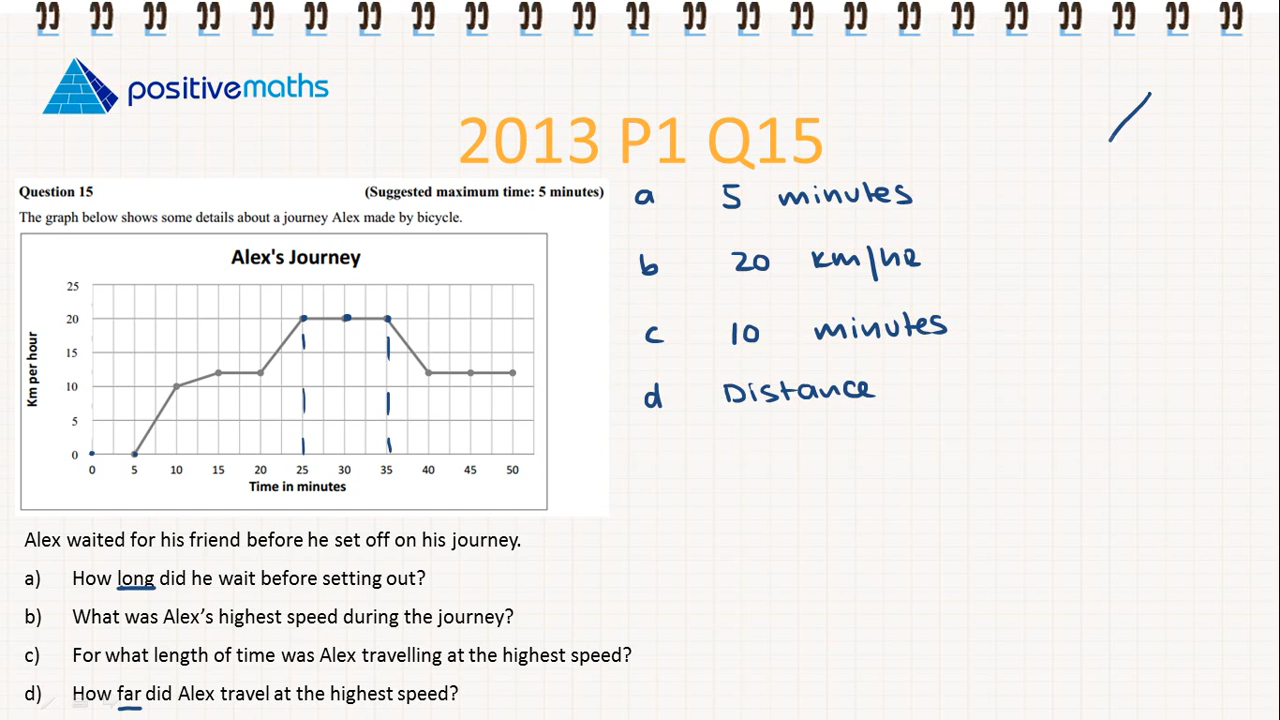 positivemaths
2013 P1 Q15
Question 15 (Suggested maximum time: 5 minutes)
The graph below shows some details about a journey Alex made by bicycle.
Alex's Journey
Km per hour
25
20
15
10
5
0
0 5 10 15 20 25 30 35 40 45 50
Time in minutes
a 5 minutes
b 20 km/hr
c 10 minutes
d Distance
Alex waited for his friend before he set off on his journey.
a) How long did he wait before setting out?
b) What was Alex’s highest speed during the journey?
c) For what length of time was Alex travelling at the highest speed?
d) How far did Alex travel at the highest speed?